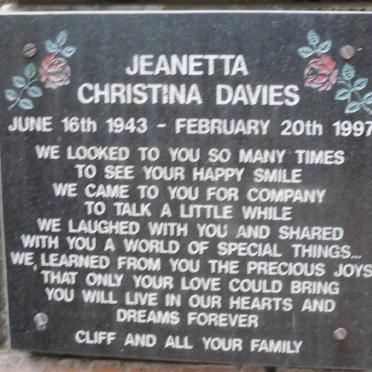 JEANETTA
CHRISTINA DAVIES
JUNE 16th 1943 - FEBRUARY 20th 1997
WE LOOKED TO YOU SO MANY TIMES
TO SEE YOUR HAPPY SMILE
WE CAME TO YOU FOR COMPANY
TO TALK A LITTLE WHILE
WE LAUGHED WITH YOU AND SHARED
WITH YOU A WORLD OF SPECIAL THINGS...
WE LEARNED FROM YOU THE PRECIOUS JOYS
THAT ONLY YOUR LOVE COULD BRING
YOU WILL LIVE IN OUR HEARTS AND
DREAMS FOREVER
CLIFF AND ALL YOUR FAMILY